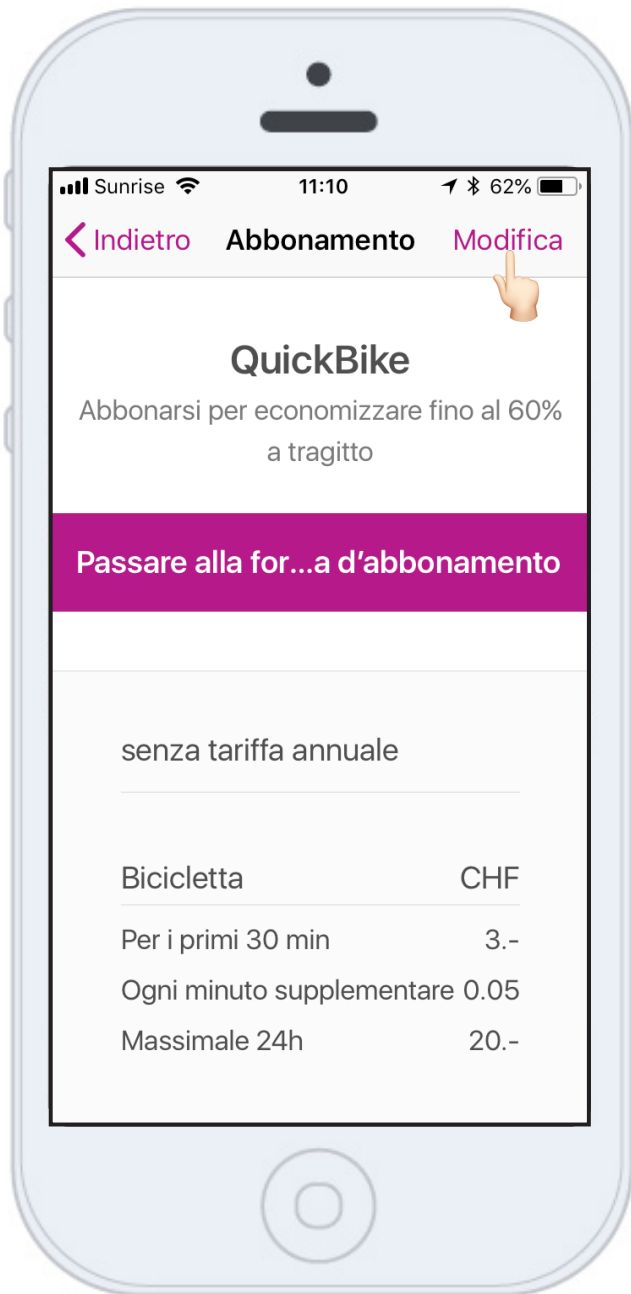 Sunrise 11:10 62%
Indietro Abbonamento Modifica
QuickBike
Abbonarsi per economizzare fino al 60%
a tragitto
Passare alla for...a d’abbonamento
senza tariffa annuale
Bicicletta CHF
Per i primi 30 min 3.-
Ogni minuto supplementare 0.05
Massimale 24h 20.-